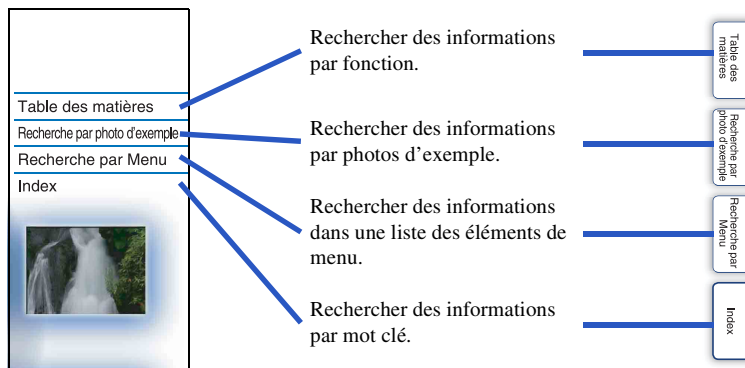 Table des matières
Recherche par photo d'exemple
Recherche par Menu
Index
Rechercher des informations
par fonction.
Rechercher des informations
par photos d'exemple.
Rechercher des informations
dans une liste des éléments de
menu.
Rechercher des informations
par mot clé.
Table des
matières
Recherche par
photo d'exemple
Recherche par
Menu
Index